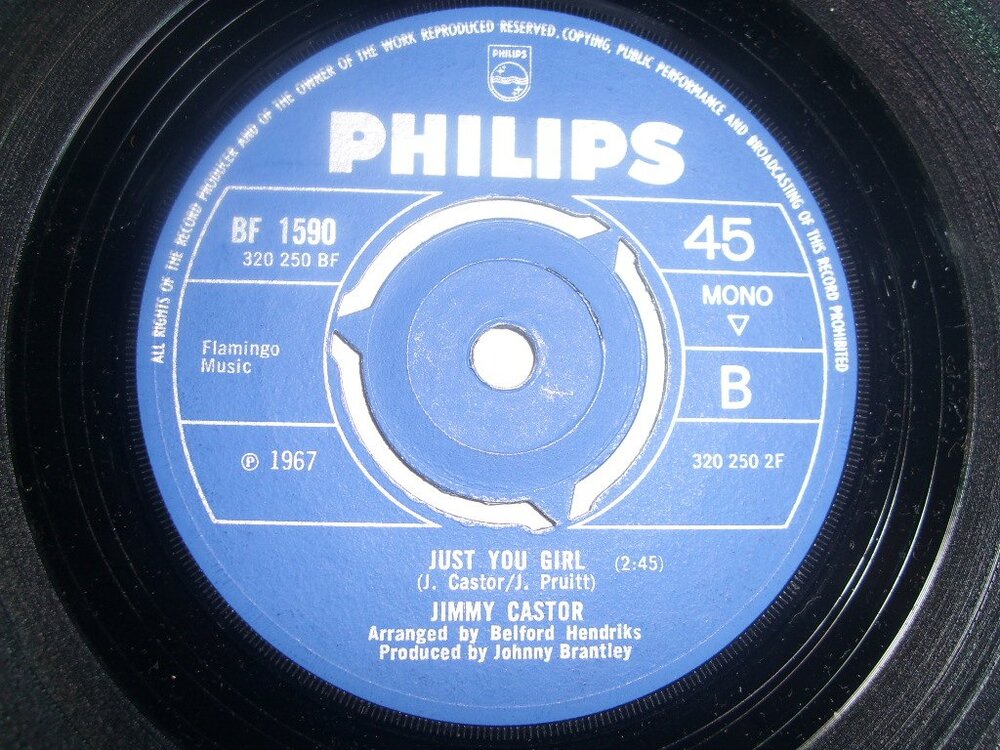 ALL RIGHTS OF THE RECORD PRODUCER AND OF THE OWNER OF THE WORK REPRODUCED RESERVED. COPYING, PUBLIC PERFORMANCE AND BROADCASTING OF THIS RECORD PROHIBITED
PHILIPS
PHILIPS
BF 1590
320 250 BF
45
MONO
Flamingo
Music
B
℗ 1967
320 250 2F
JUST YOU GIRL (2:45)
(J. Castor/J. Pruitt)
JIMMY CASTOR
Arranged by Belford Hendriks
Produced by Johnny Brantley